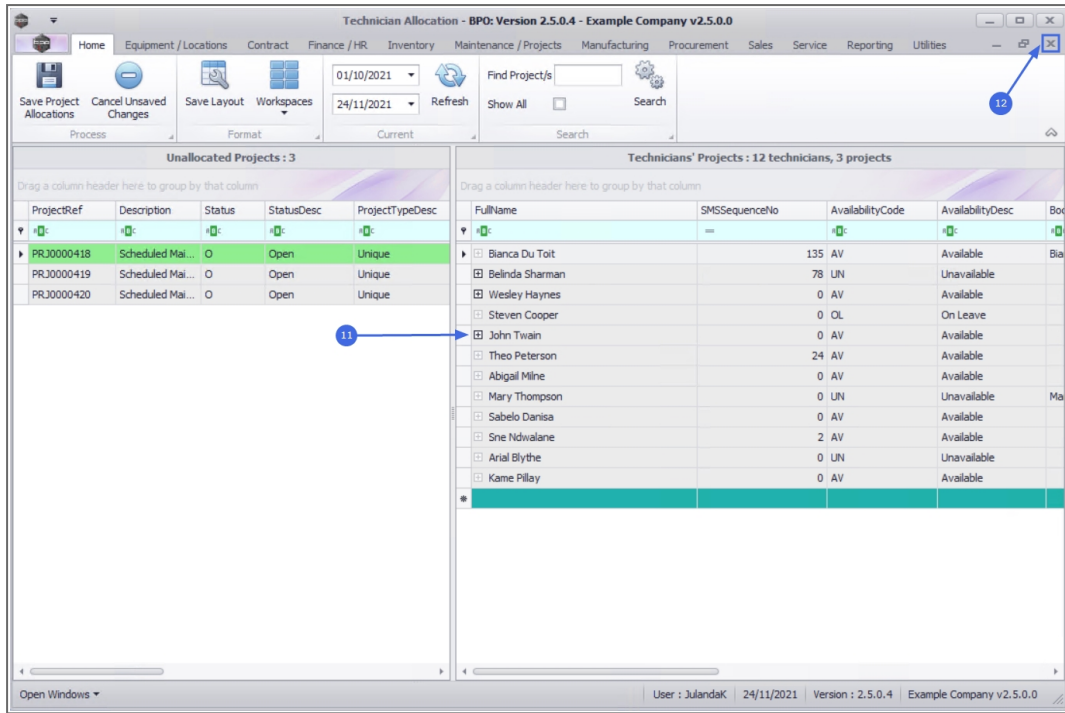 Technician Allocation - BPO: Version 2.5.0.4 - Example Company v2.5.0.0
Home Equipment / Locations Contract Finance / HR Inventory Maintenance / Projects Manufacturing Procurement Sales Service Reporting Utilities
Save Project Allocations
Cancel Unsaved Changes
Save Layout
Workspaces
01/10/2021
24/11/2021
Refresh
Find Project/s
Show All
Search
12
Process Format Current Search
Unallocated Projects : 3
Drag a column header here to group by that column
ProjectRef Description Status StatusDesc ProjectTypeDesc
PRJ0000418 Scheduled Mai... O Open Unique
PRJ0000419 Scheduled Mai... O Open Unique
PRJ0000420 Scheduled Mai... O Open Unique
Technicians' Projects : 12 technicians, 3 projects
Drag a column header here to group by that column
FullName SMSSequenceNo AvailabilityCode AvailabilityDesc Boo
Bianca Du Toit 135 AV Available Bia
Belinda Sharman 78 UN Unavailable
Wesley Haynes 0 AV Available
Steven Cooper 0 OL On Leave
11
John Twain 0 AV Available
Theo Peterson 24 AV Available
Abigail Milne 0 AV Available
Mary Thompson 0 UN Unavailable Ma
Sabelo Danisa 0 AV Available
Sne Ndwalane 2 AV Available
Arial Blythe 0 UN Unavailable
Kame Pillay 0 AV Available
Open Windows
User : JulandaK 24/11/2021 Version : 2.5.0.4 Example Company v2.5.0.0